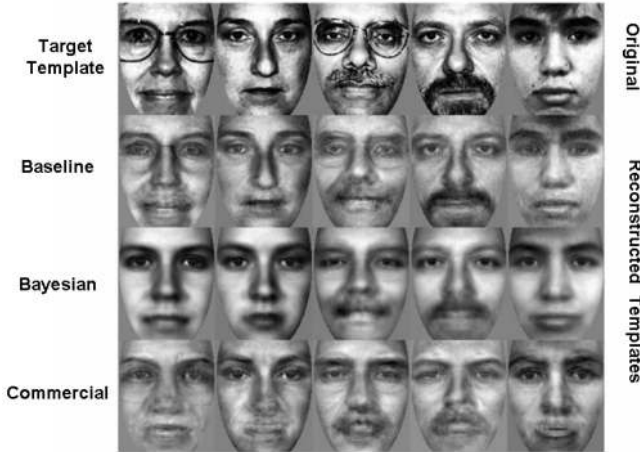 Target
Template
Original
Baseline
Bayesian
Commercial
Reconstructed Templates